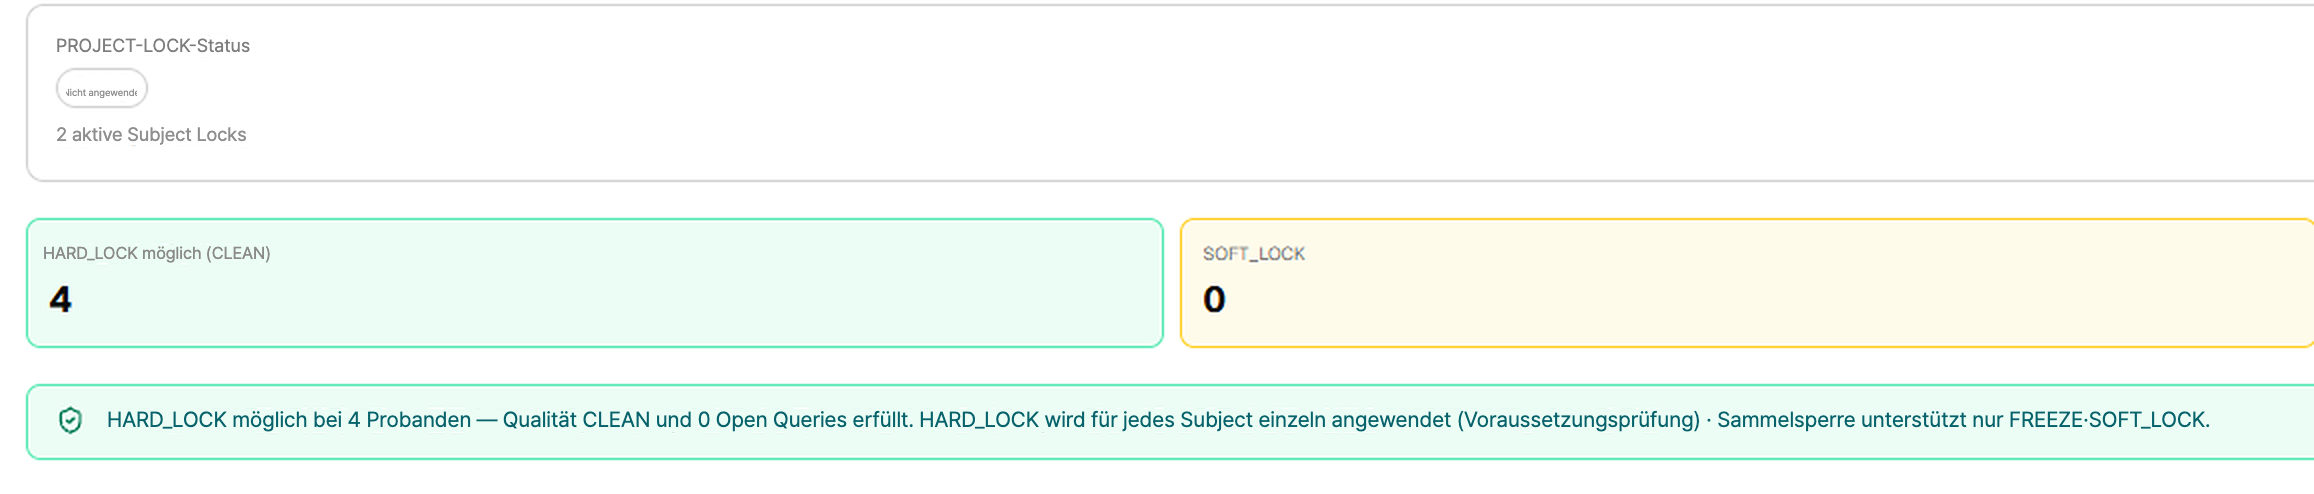 PROJECT-LOCK-Status
Nicht angewende
2 aktive Subject Locks
HARD_LOCK möglich (CLEAN)
SOFT_LOCK
4
0
HARD_LOCK möglich bei 4 Probanden — Qualität CLEAN und 0 Open Queries erfüllt. HARD_LOCK wird für jedes Subject einzeln angewendet (Voraussetzungsprüfung) · Sammelsperre unterstützt nur FREEZE·SOFT_LOCK.